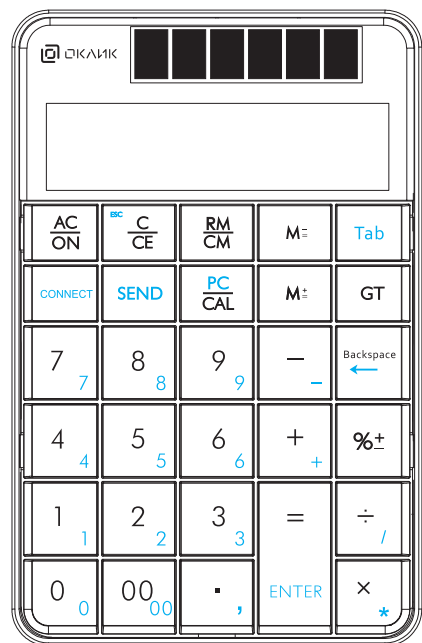 ОКЛИК
AC ESC C RM M= Tab
ON CE CM
CONNECT SEND PC M± GT
CAL
7 8 9 − Backspace
7 8 9 − ←
4 5 6 + %±
4 5 6 +
1 2 3 = ÷
1 2 3 /
0 00 . ×
0 00 , ENTER *